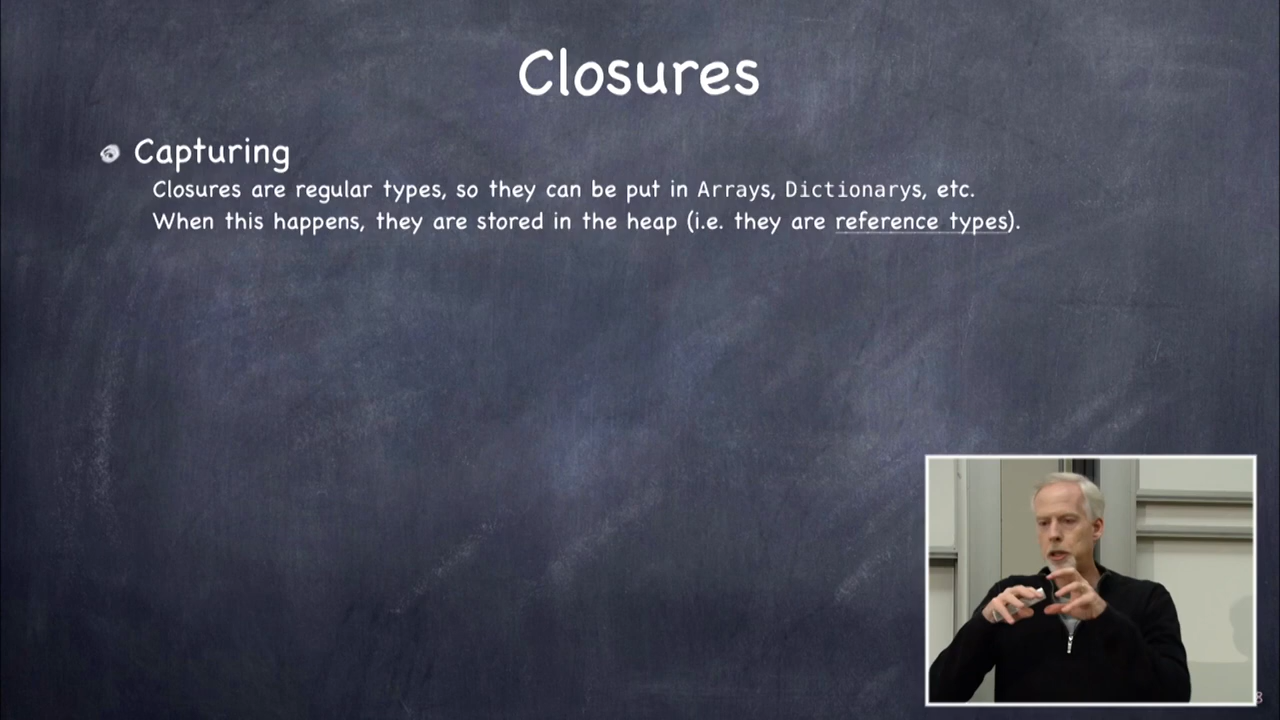 Closures
Capturing
Closures are regular types, so they can be put in Arrays, Dictionarys, etc.
When this happens, they are stored in the heap (i.e. they are reference types).
8